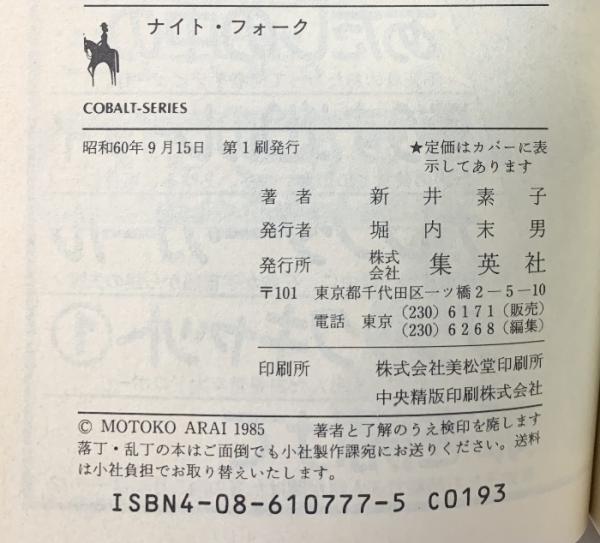 ナイト・フォーク
COBALT-SERIES
昭和60年9月15日 第1刷発行
★定価はカバーに表
示してあります
著者 新井素子
発行者 堀内末男
発行所 株式会社 集英社
〒101 東京都千代田区一ツ橋2-5-10
電話 東京 (230)6171(販売)
(230)6268(編集)
印刷所 株式会社美松堂印刷所
中央精版印刷株式会社
© MOTOKO ARAI 1985 著者と了解のうえ検印を廃します
落丁・乱丁の本はご面倒でも小社製作課宛にお送りください。送料
は小社負担でお取り替えいたします。
ISBN4-08-610777-5 C0193